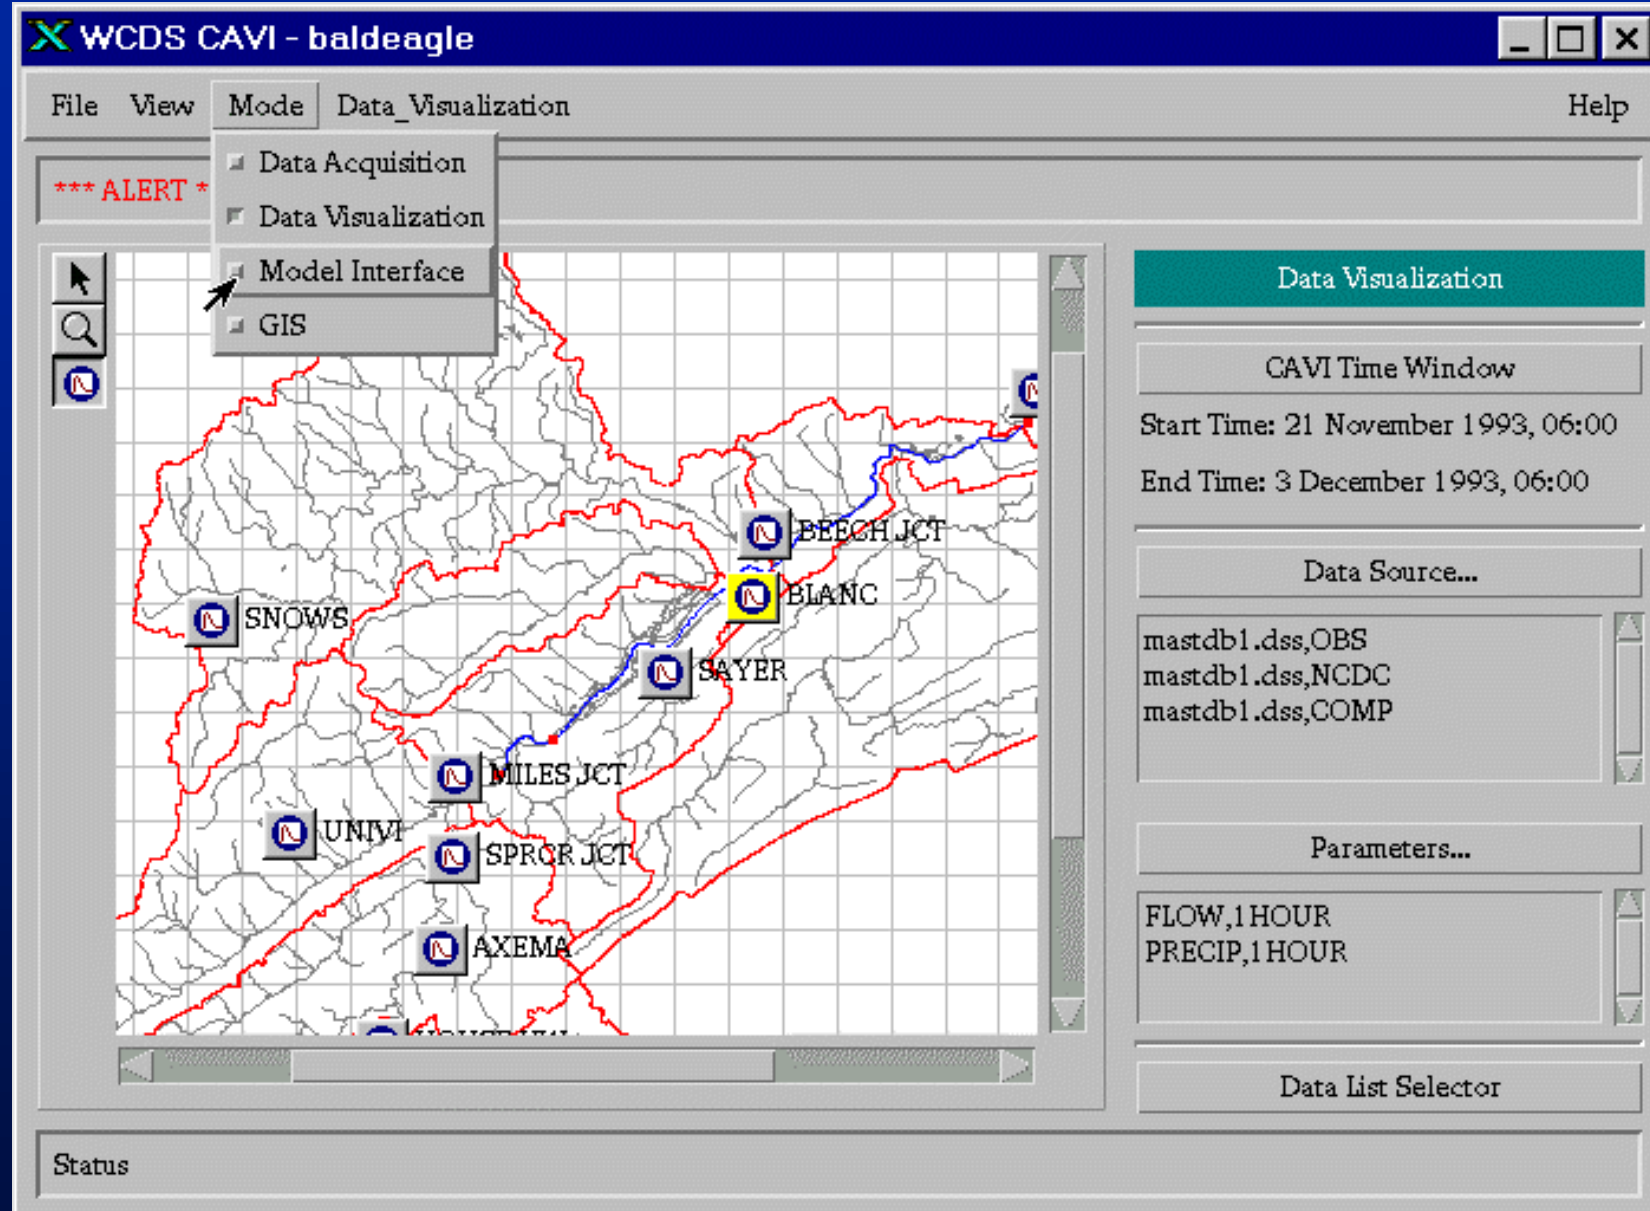 WCDS CAVI - baldeagle
File View Mode Data_Visualization Help
Data Acquisition
Data Visualization
Model Interface
GIS
*** ALERT *
BEECH JCT
BLANC
SNOWS
SAYER
MILES JCT
UNIVI
SPRCR JCT
AXEMA
Data Visualization
CAVI Time Window
Start Time: 21 November 1993, 06:00
End Time: 3 December 1993, 06:00
Data Source...
mastdb1.dss,OBS
mastdb1.dss,NCDC
mastdb1.dss,COMP
Parameters...
FLOW,1HOUR
PRECIP,1HOUR
Data List Selector
Status